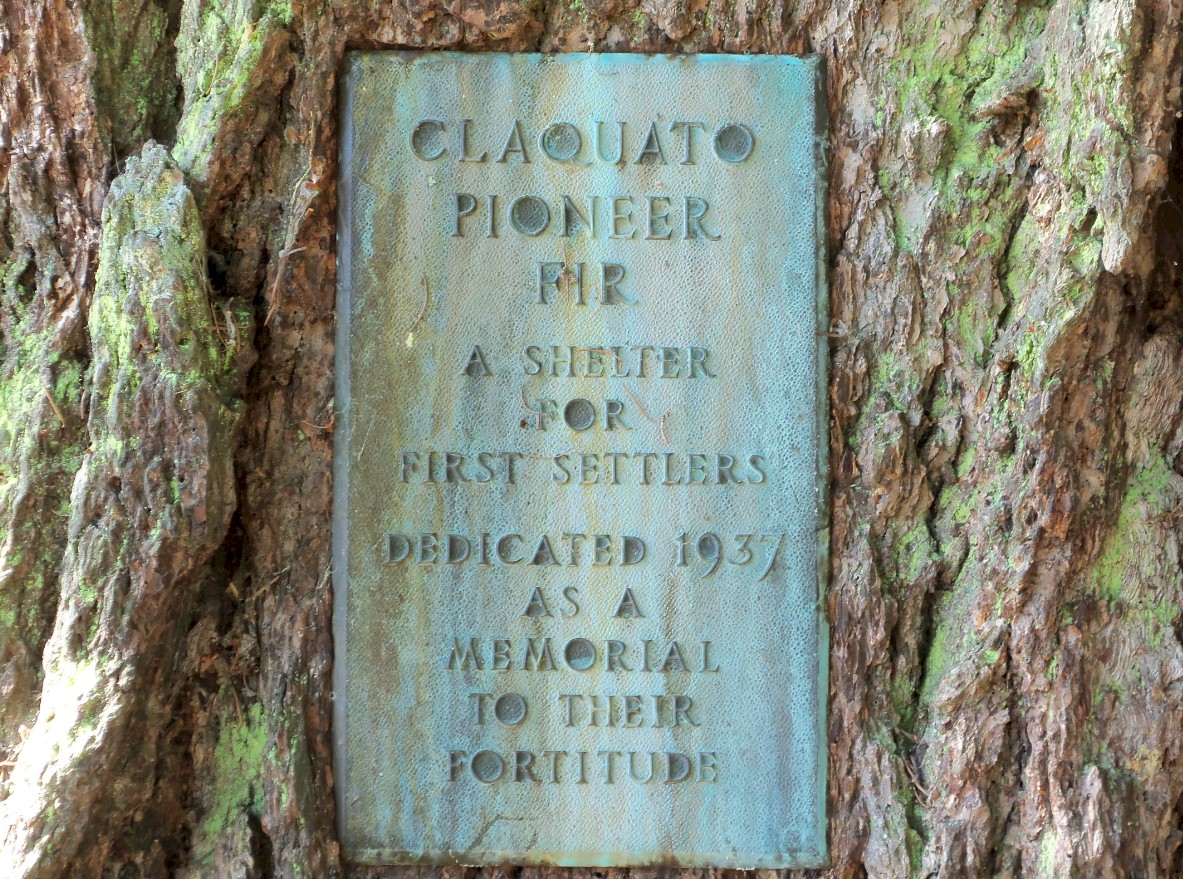 CLAQUATO
PIONEER
FIR
A SHELTER
FOR
FIRST SETTLERS
DEDICATED 1937
AS A
MEMORIAL
TO THEIR
FORTITUDE